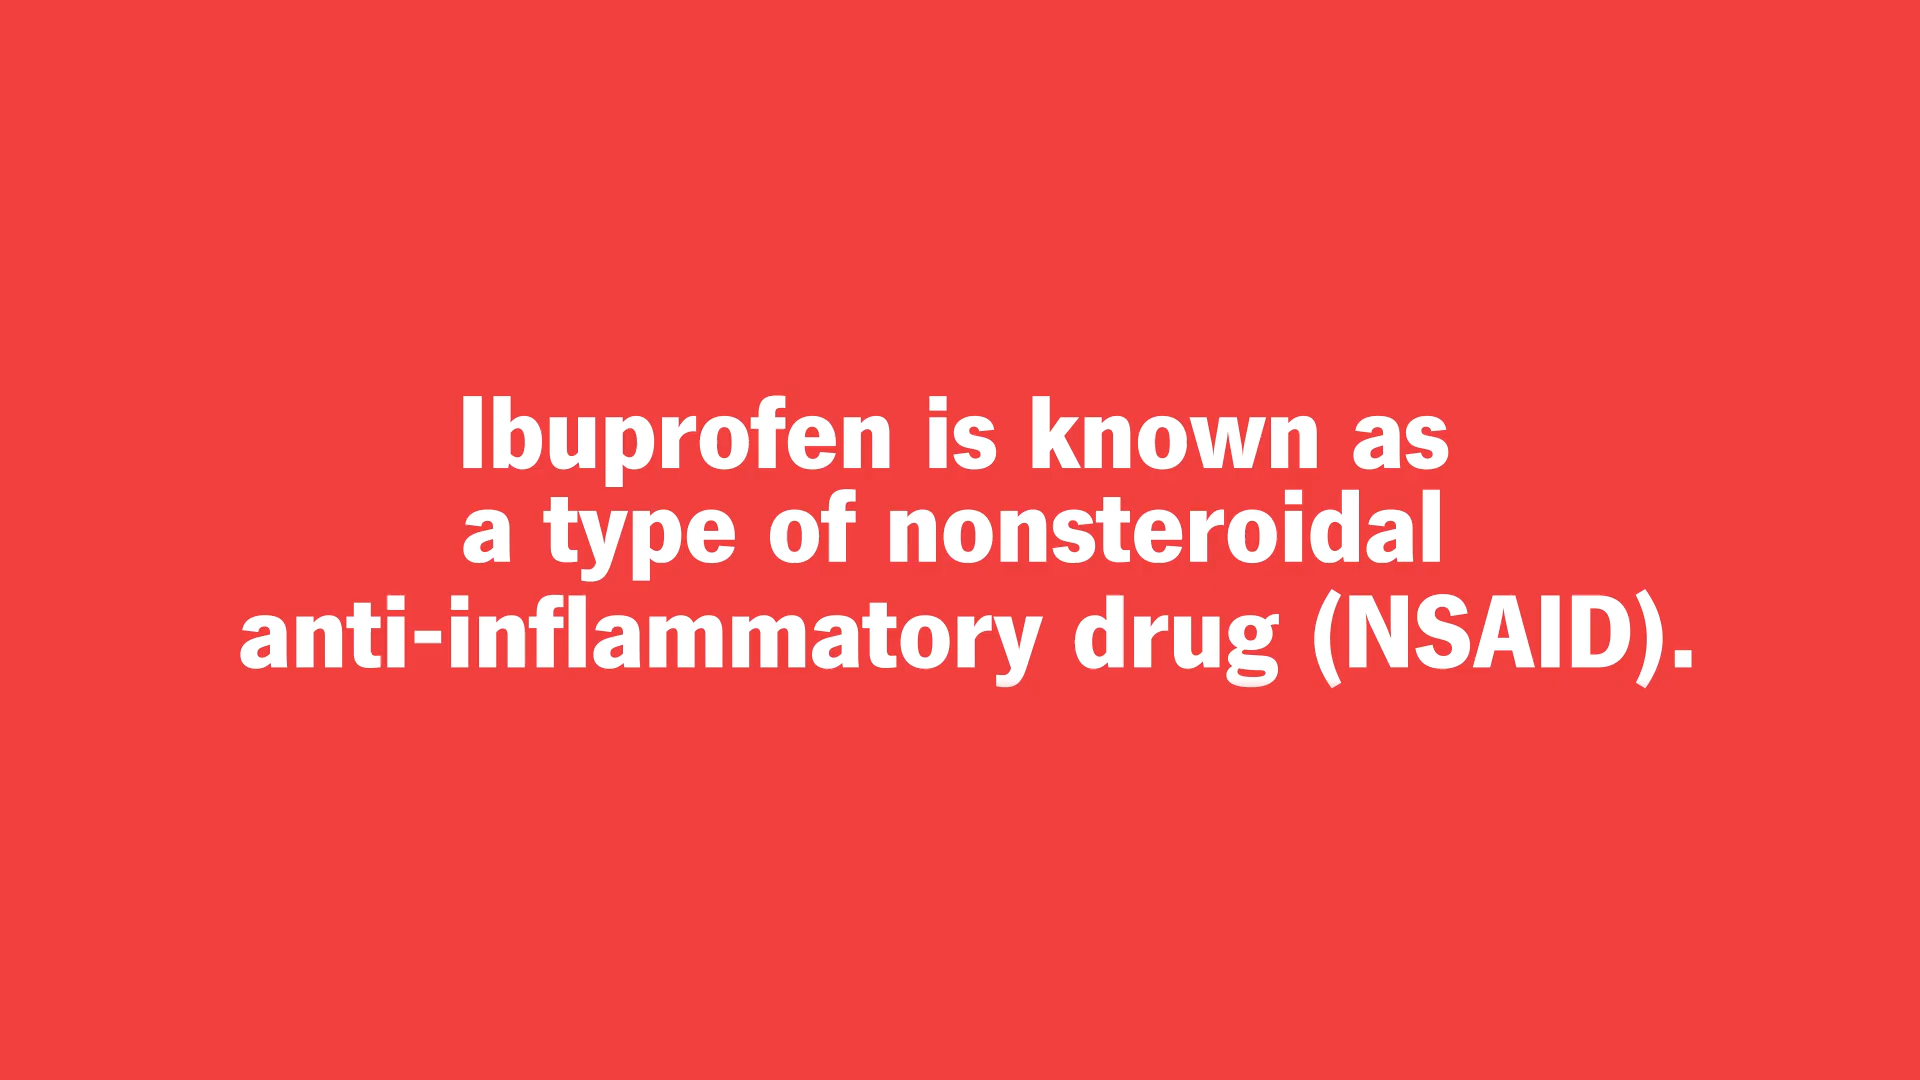 Ibuprofen is known as
a type of nonsteroidal
anti-inflammatory drug (NSAID).